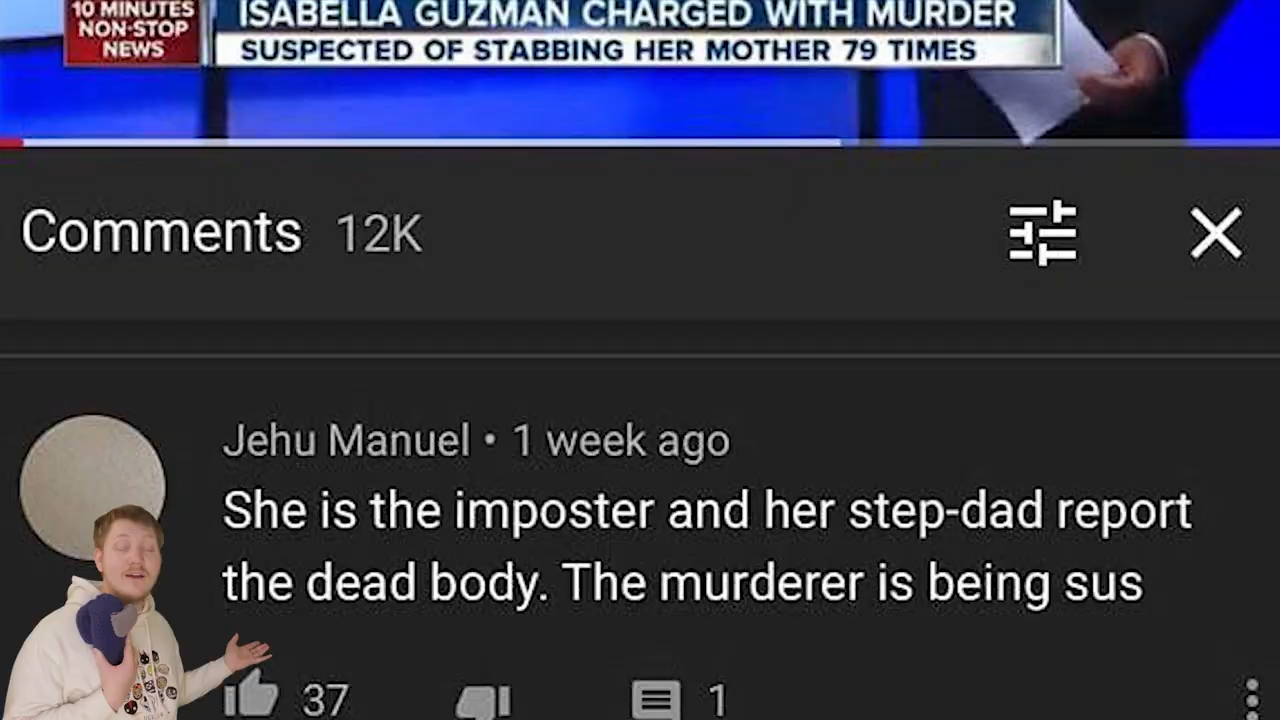 10 MINUTES
NON-STOP
NEWS
ISABELLA GUZMAN CHARGED WITH MURDER
SUSPECTED OF STABBING HER MOTHER 79 TIMES
Comments 12K
Jehu Manuel • 1 week ago
She is the imposter and her step-dad report
the dead body. The murderer is being sus
37 1